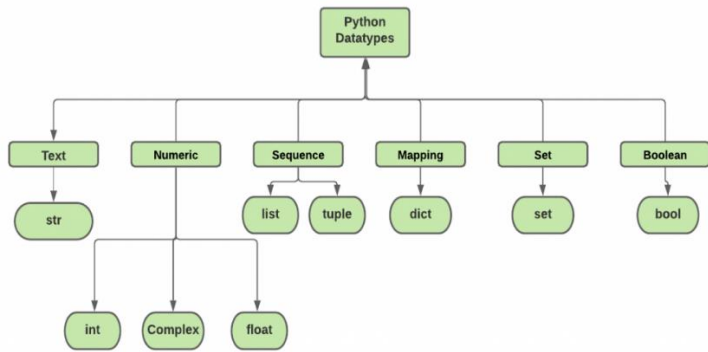 Python
Datatypes
Text
Numeric
Sequence
Mapping
Set
Boolean
str
list
tuple
dict
set
bool
int
Complex
float